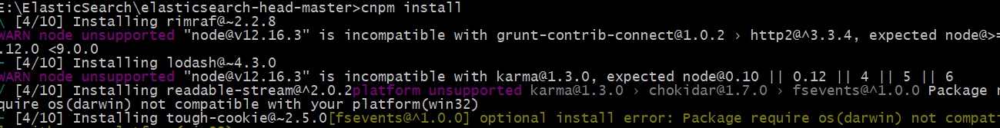 E:\ElasticSearch\elasticsearch-head-master>cnpm install
\ [4/10] Installing rimraf@~2.2.8
WARN node unsupported "node@v12.16.3" is incompatible with grunt-contrib-connect@1.0.2 › http2@^3.3.4, expected node@>=
.12.0 <9.0.0
- [4/10] Installing lodash@~4.3.0
WARN node unsupported "node@v12.16.3" is incompatible with karma@1.3.0, expected node@0.10 || 0.12 || 4 || 5 || 6
/ [4/10] Installing readable-stream@^2.0.2platform unsupported karma@1.3.0 › chokidar@1.7.0 › fsevents@^1.0.0 Package r
quire os(darwin) not compatible with your platform(win32)
- [4/10] Installing tough-cookie@~2.5.0[fsevents@^1.0.0] optional install error: Package require os(darwin) not compat